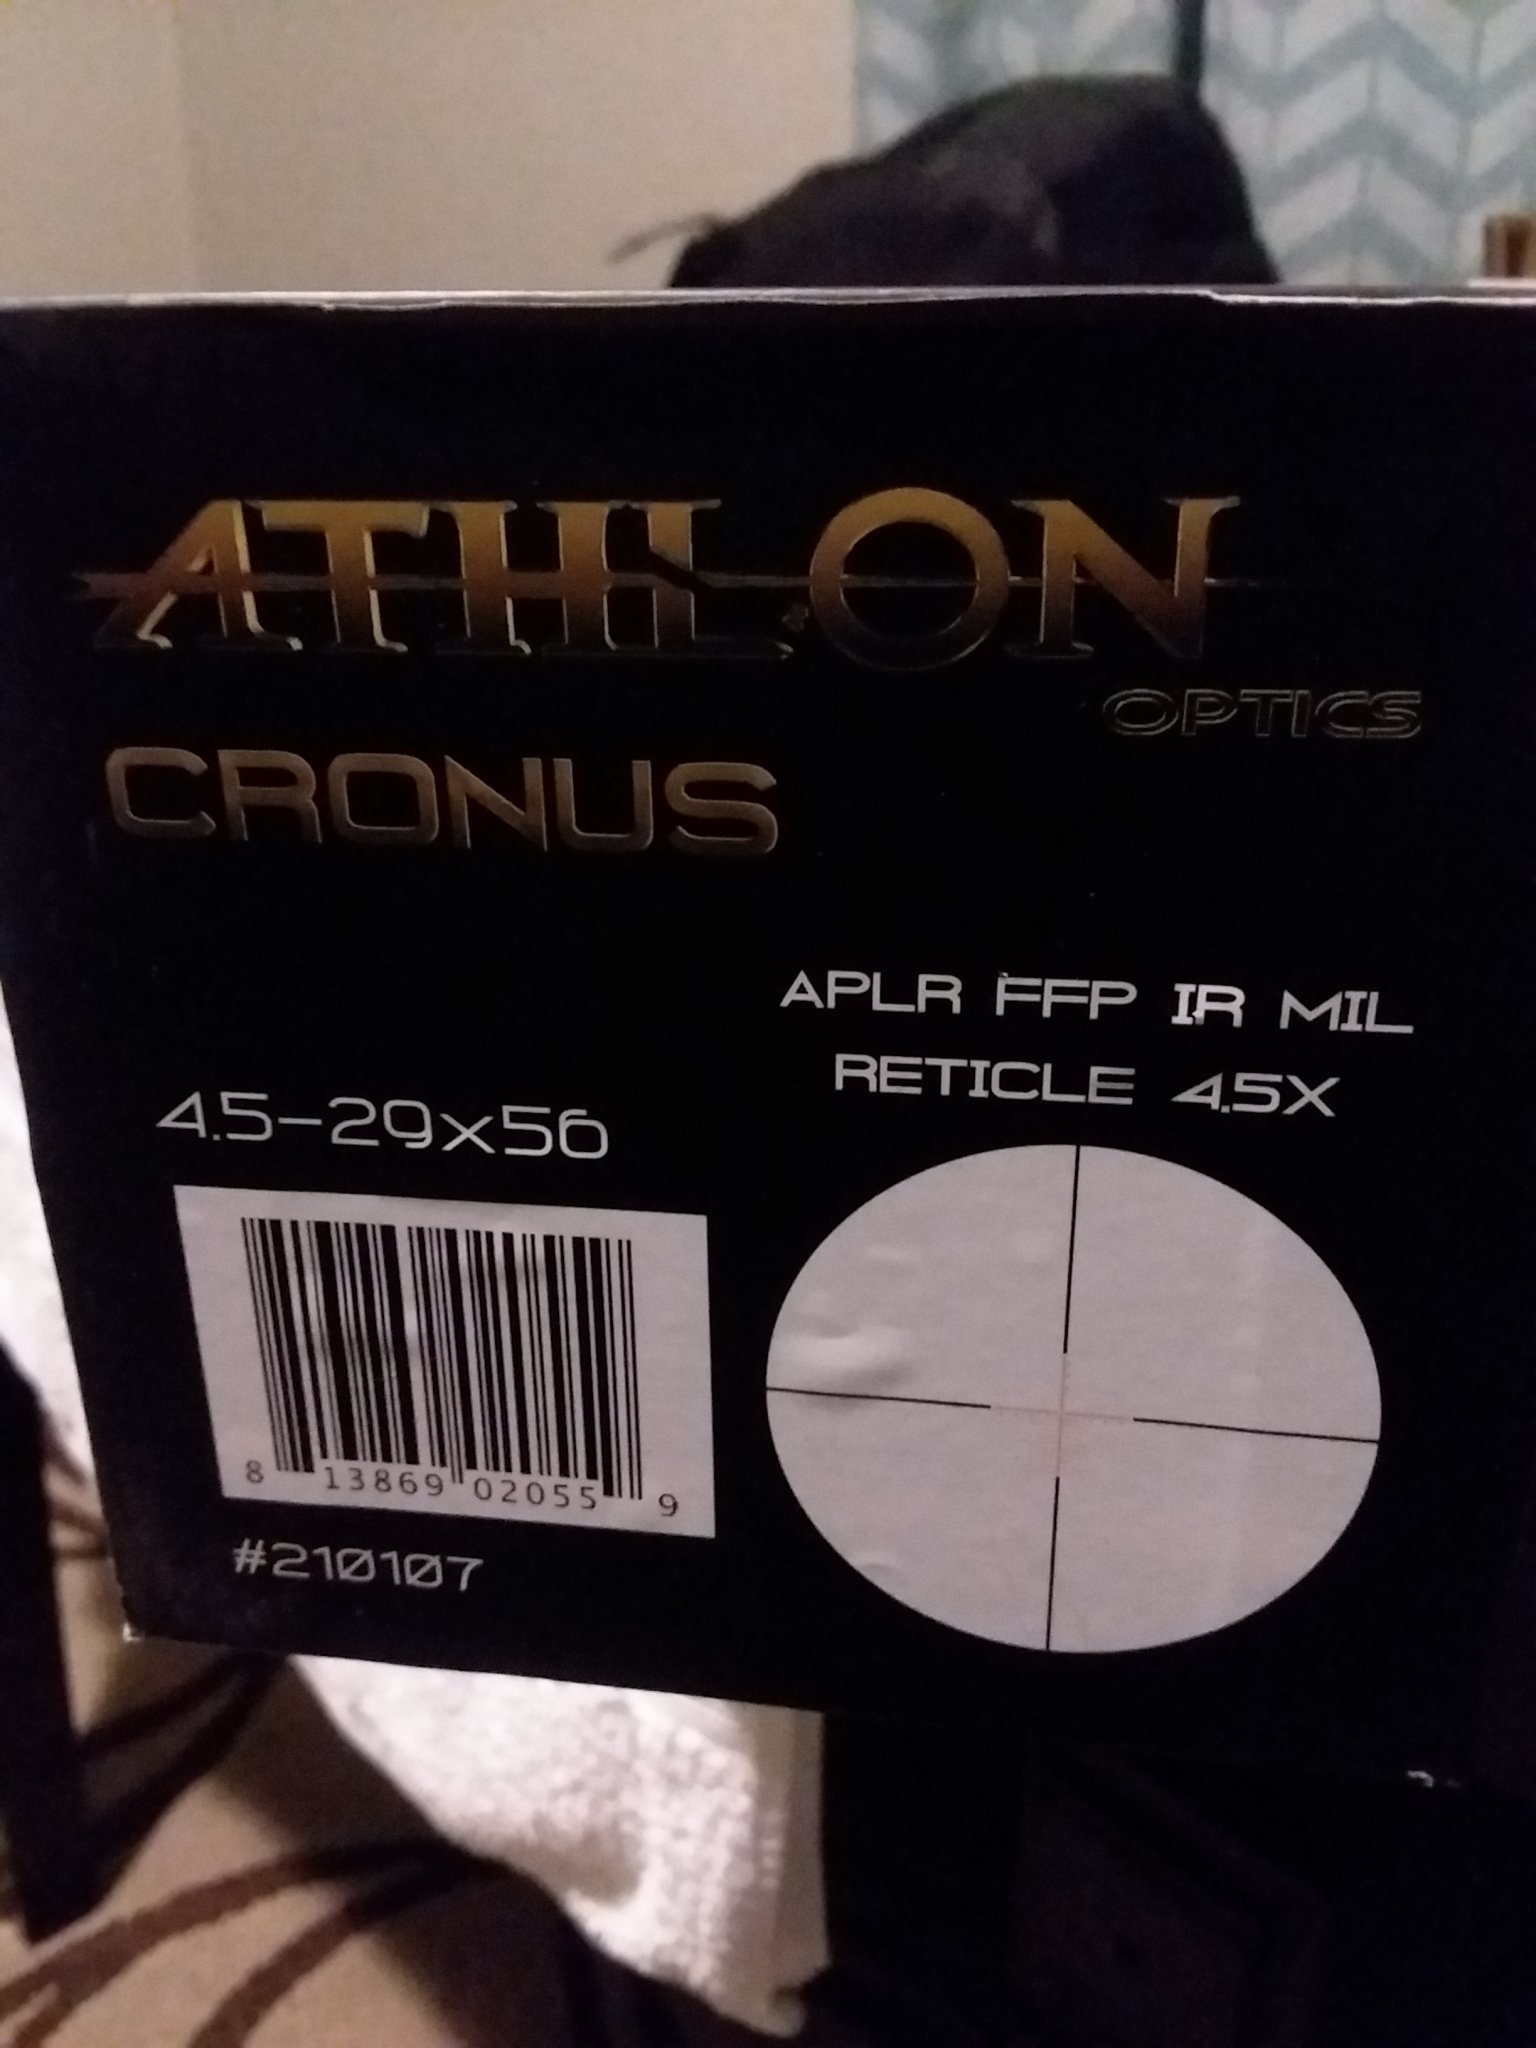 ATHLON
OPTICS
CRONUS
APLR FFP IR MIL
RETICLE 4.5X
4.5-29x56
8 13869 02055 9
#210107